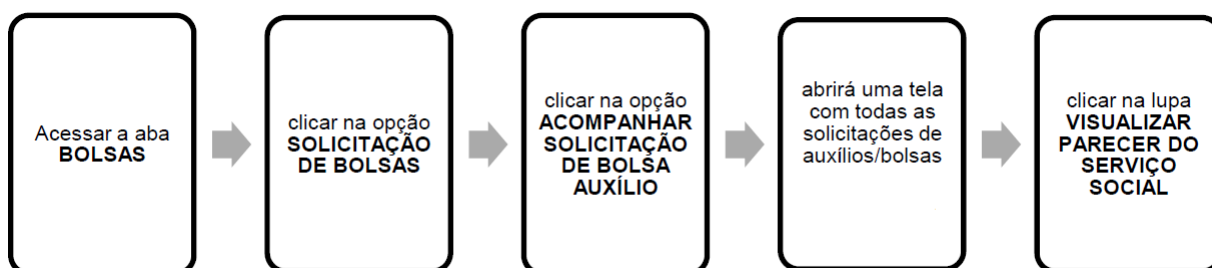 Acessar a aba
BOLSAS
clicar na opção
SOLICITAÇÃO
DE BOLSAS
clicar na opção
ACOMPANHAR
SOLICITAÇÃO
DE BOLSA
AUXÍLIO
abrirá uma tela
com todas as
solicitações de
auxílios/bolsas
clicar na lupa
VISUALIZAR
PARECER DO
SERVIÇO
SOCIAL